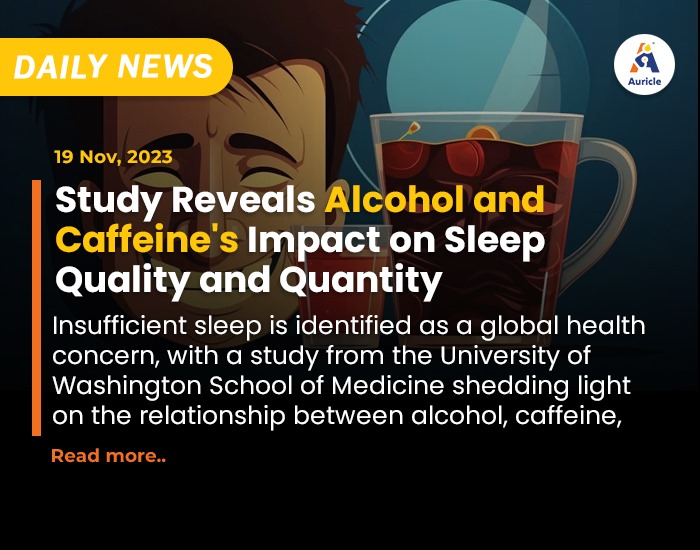 DAILY NEWS
Auricle
19 Nov, 2023
Study Reveals Alcohol and
Caffeine's Impact on Sleep
Quality and Quantity
Insufficient sleep is identified as a global health
concern, with a study from the University of
Washington School of Medicine shedding light
on the relationship between alcohol, caffeine,
Read more..